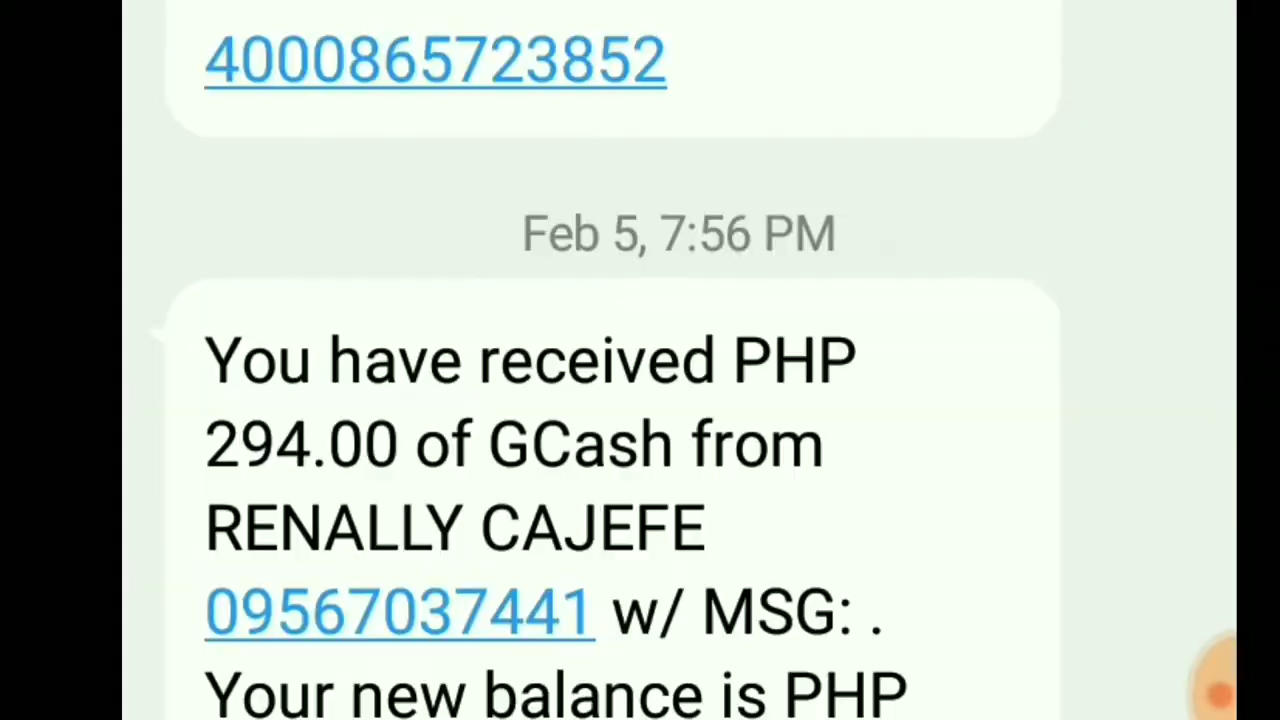 4000865723852
Feb 5, 7:56 PM
You have received PHP
294.00 of GCash from
RENALLY CAJEFE
09567037441 w/ MSG: .
Your new balance is PHP